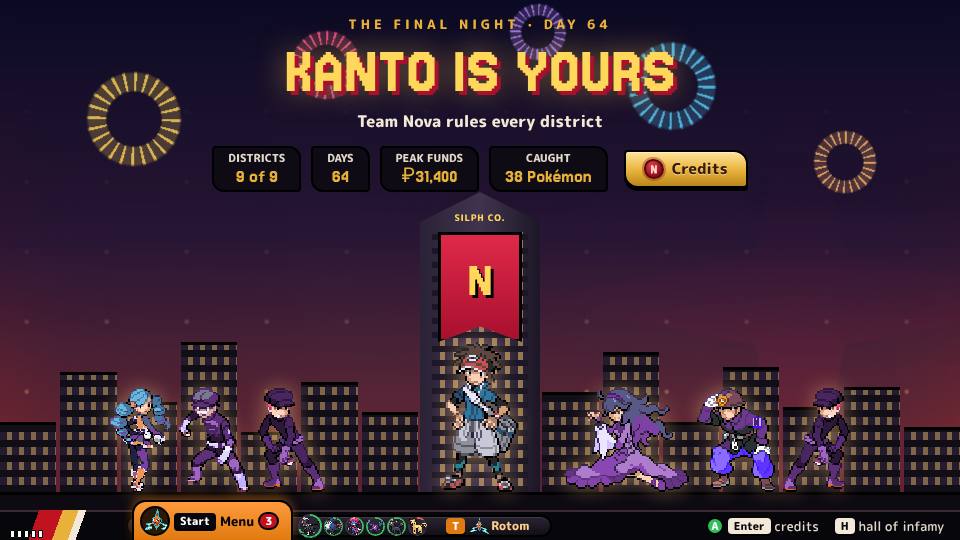 THE FINAL NIGHT · DAY 64
KANTO IS YOURS
Team Nova rules every district
DISTRICTS
9 of 9
DAYS
64
PEAK FUNDS
₽31,400
CAUGHT
38 Pokémon
N Credits
SILPH CO.
N
Start Menu 3
T Rotom
A Enter credits
H hall of infamy